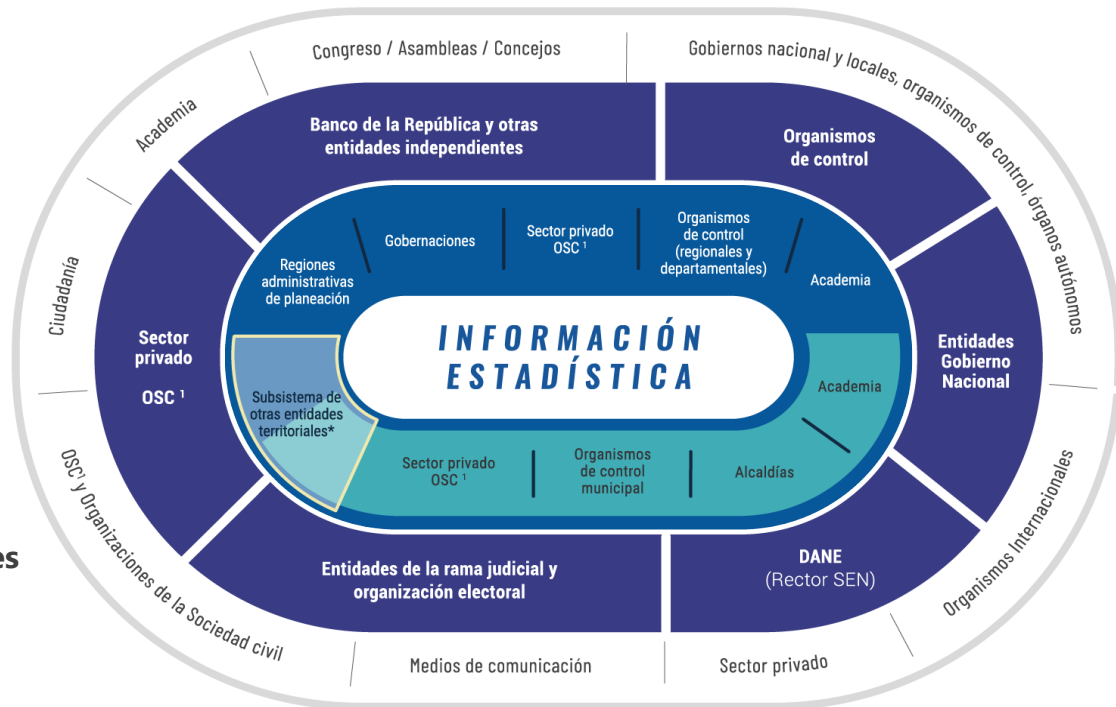 Congreso / Asambleas / Concejos
Gobiernos nacional y locales, organismos de control, órganos autónomos
Academia
Ciudadanía
Banco de la República y otras
entidades independientes
Organismos
de control
Gobernaciones
Sector privado
OSC ¹
Organismos
de control
(regionales y
departamentales)
Academia
Regiones
administrativas
de planeación
INFORMACIÓN
ESTADÍSTICA
Sector
privado
OSC ¹
Entidades
Gobierno
Nacional
Subsistema de
otras entidades
territoriales*
Academia
Sector privado
OSC ¹
Organismos
de control
municipal
Alcaldías
es
Entidades de la rama judicial y
organización electoral
DANE
(Rector SEN)
OSC¹ y Organizaciones de la Sociedad civil
Medios de comunicación
Sector privado
Organismos Internacionales